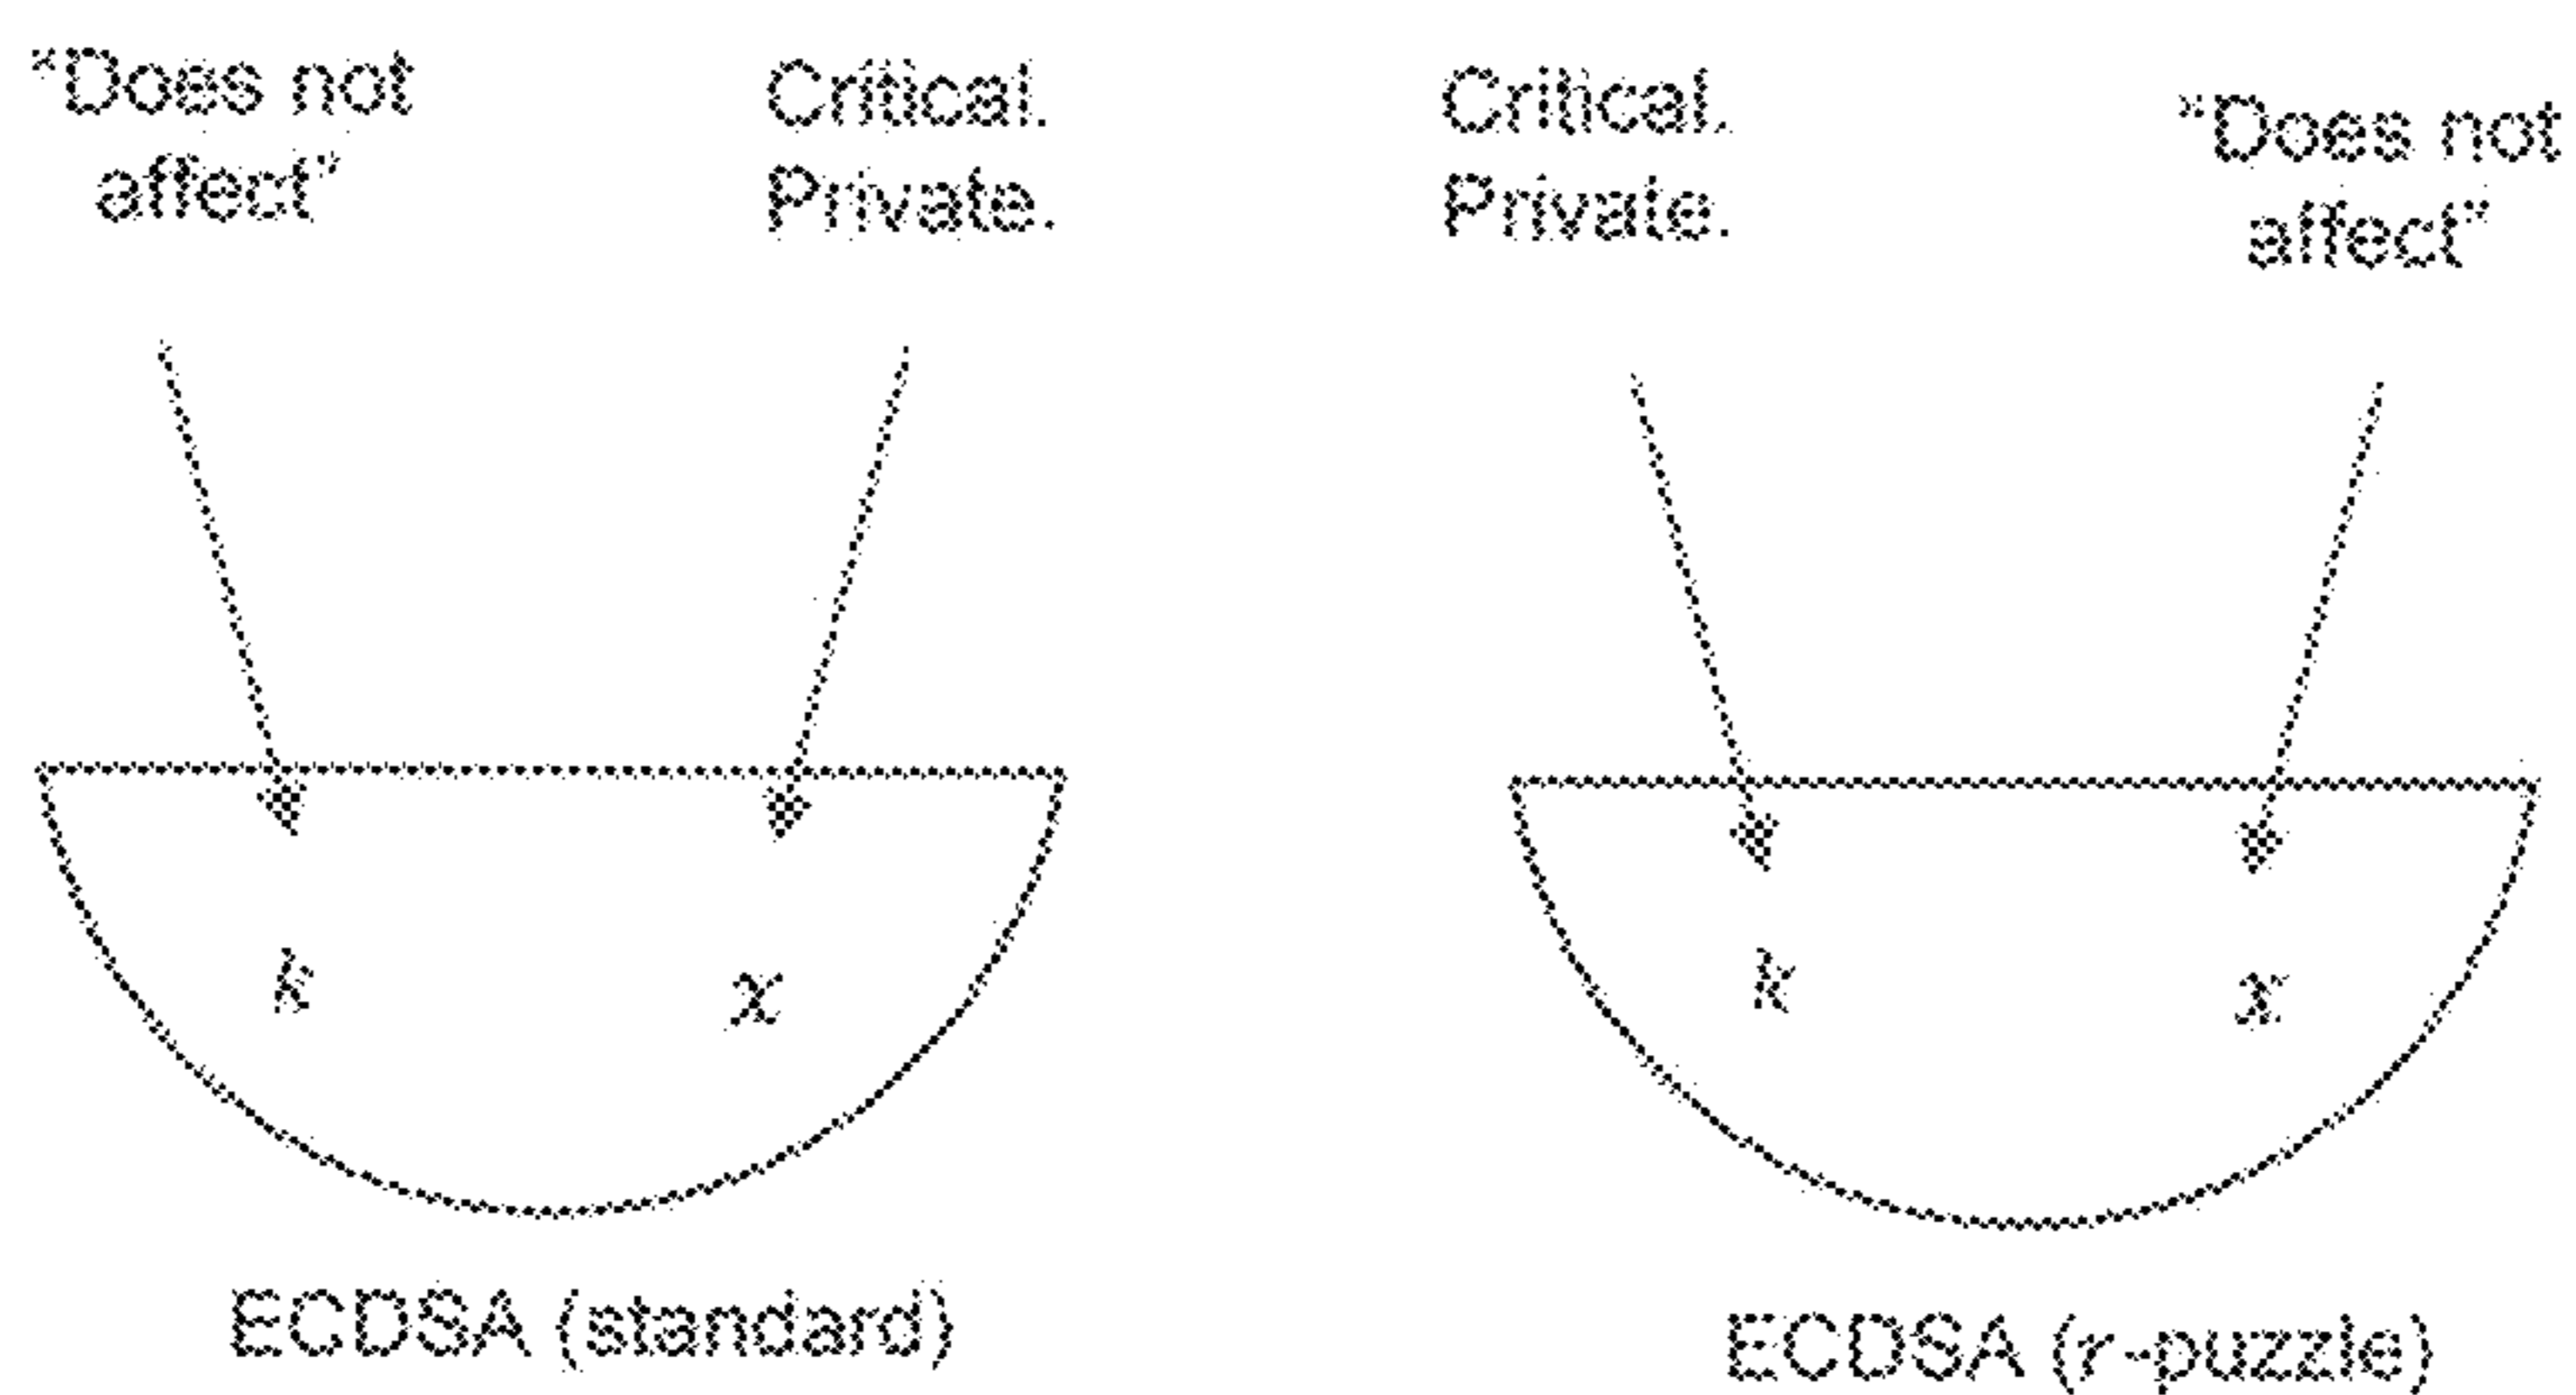 "Does not
affect"
Critical.
Private.
Critical.
Private.
"Does not
affect"
k
x
k
x
ECDSA (standard)
ECDSA (r-puzzle)